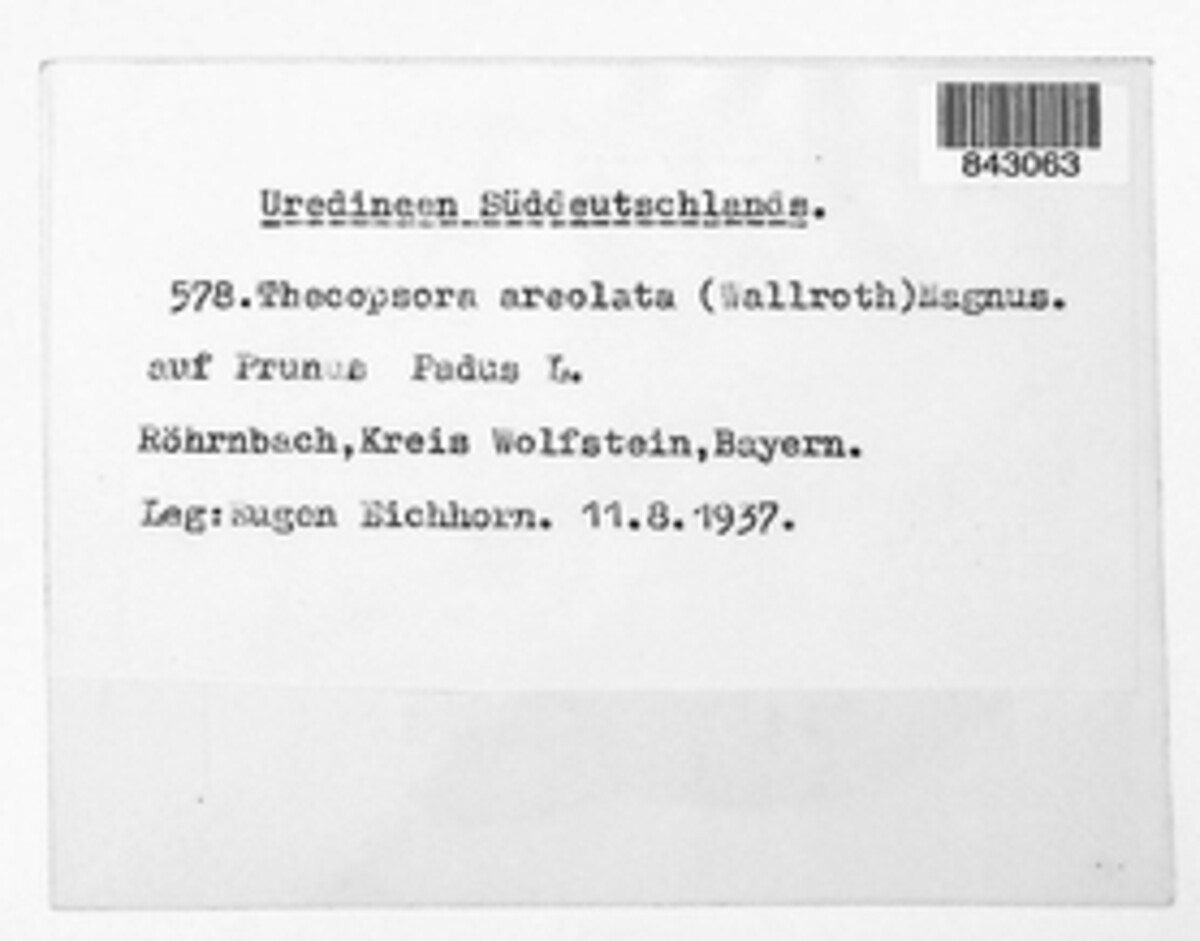 843063
Uredineen Süddeutschlands.
578.Thecopsora areolata (Wallroth)Magnus.
auf Prunus Padus L.
Röhrnbach,Kreis Wolfstein,Bayern.
Leg:Eugen Eichhorn. 11.8.1937.